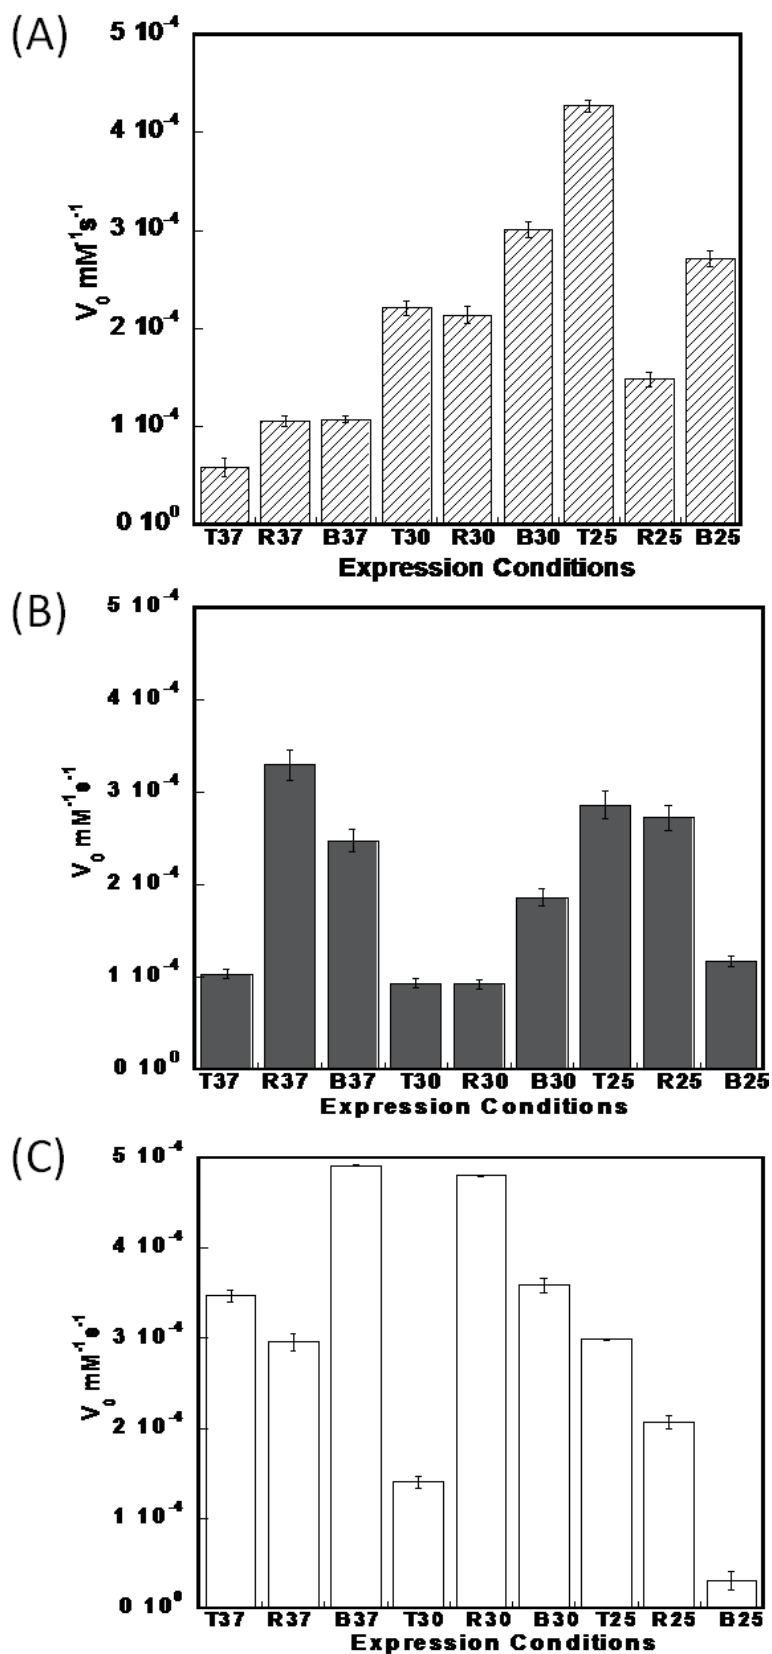 (A)
5 10⁻⁴
4 10⁻⁴
3 10⁻⁴
2 10⁻⁴
1 10⁻⁴
0 10⁰
V₀ mM⁻¹s⁻¹
T37 R37 B37 T30 R30 B30 T25 R25 B25
Expression Conditions
(B)
5 10⁻⁴
4 10⁻⁴
3 10⁻⁴
2 10⁻⁴
1 10⁻⁴
0 10⁰
V₀ mM⁻¹s⁻¹
T37 R37 B37 T30 R30 B30 T25 R25 B25
Expression Conditions
(C)
5 10⁻⁴
4 10⁻⁴
3 10⁻⁴
2 10⁻⁴
1 10⁻⁴
0 10⁰
V₀ mM⁻¹s⁻¹
T37 R37 B37 T30 R30 B30 T25 R25 B25
Expression Conditions